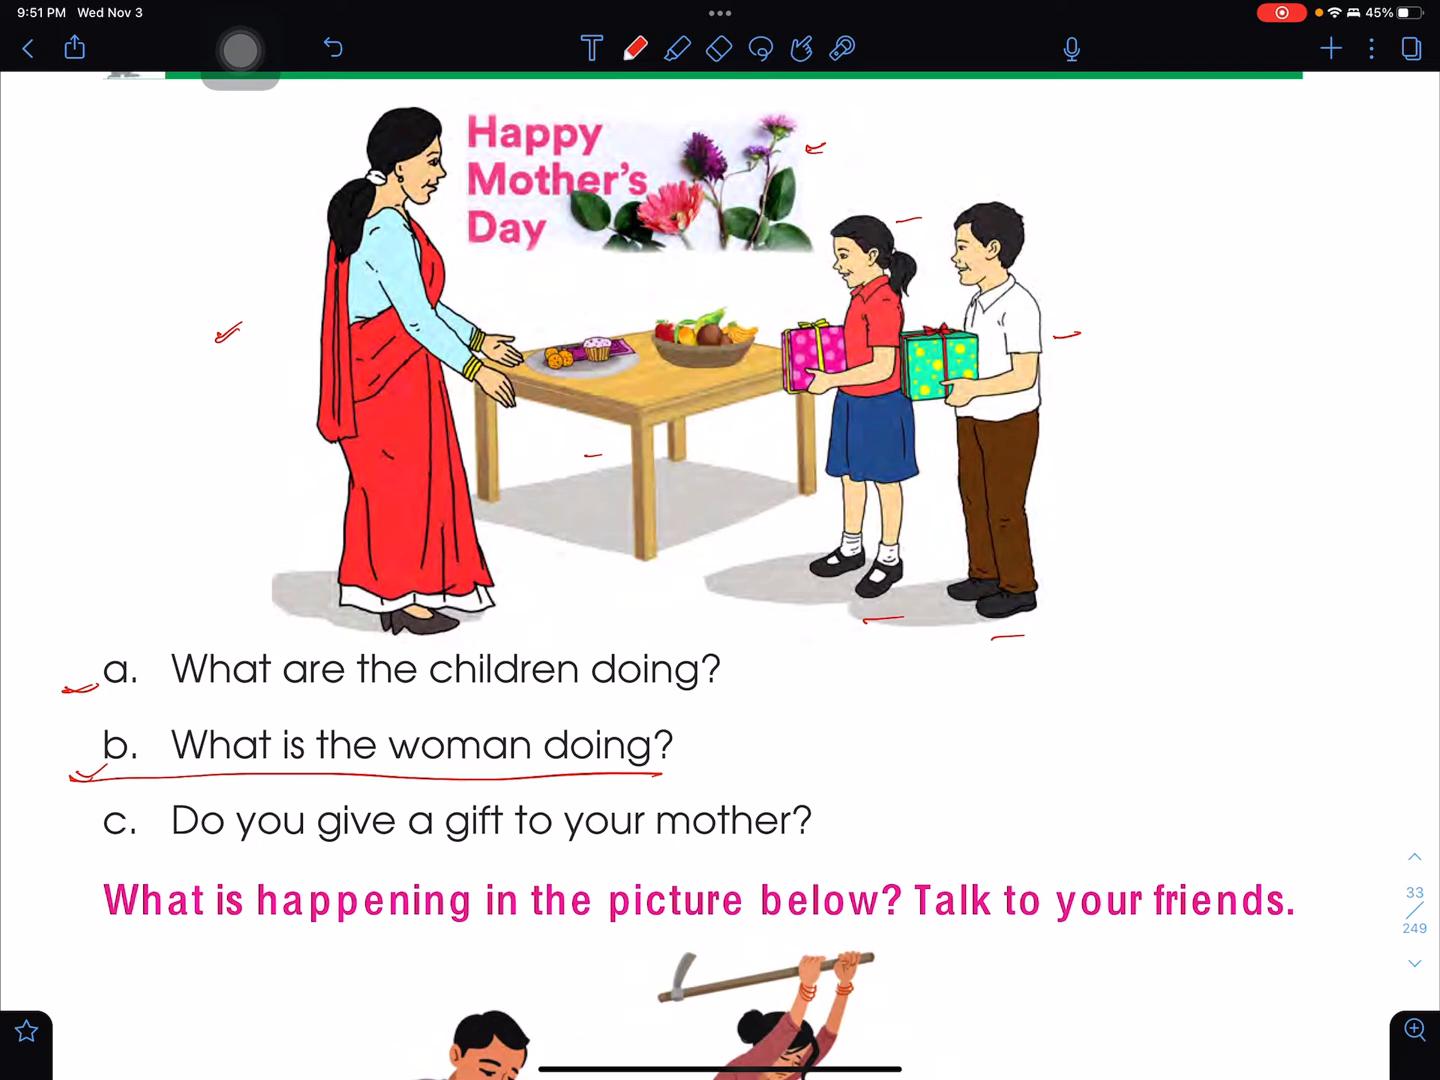 9:51 PM Wed Nov 3
45%
Happy
Mother's
Day
a. What are the children doing?
b. What is the woman doing?
c. Do you give a gift to your mother?
What is happening in the picture below? Talk to your friends.
33
249